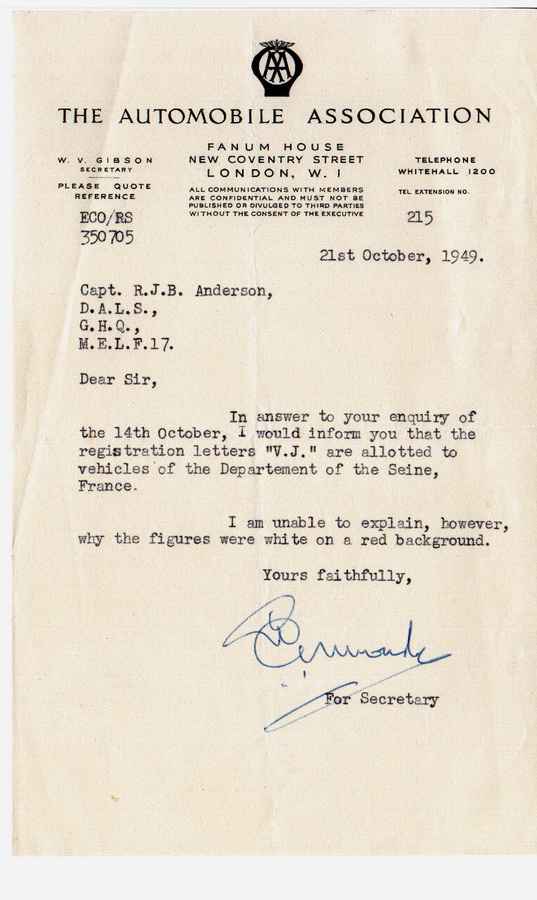 AA
THE AUTOMOBILE ASSOCIATION
FANUM HOUSE
NEW COVENTRY STREET
LONDON, W. 1
ALL COMMUNICATIONS WITH MEMBERS
ARE CONFIDENTIAL AND MUST NOT BE
PUBLISHED OR DIVULGED TO THIRD PARTIES
WITHOUT THE CONSENT OF THE EXECUTIVE
W. V. GIBSON
SECRETARY
PLEASE QUOTE
REFERENCE
ECO/RS
350705
TELEPHONE
WHITEHALL 1200
TEL. EXTENSION NO.
215
21st October, 1949.
Capt. R.J.B. Anderson,
D.A.L.S.,
G.H.Q.,
M.E.L.F.17.
Dear Sir,
In answer to your enquiry of
the 14th October, I would inform you that the
registration letters "V.J." are allotted to
vehicles of the Departement of the Seine,
France.
I am unable to explain, however,
why the figures were white on a red background.
Yours faithfully,
For Secretary